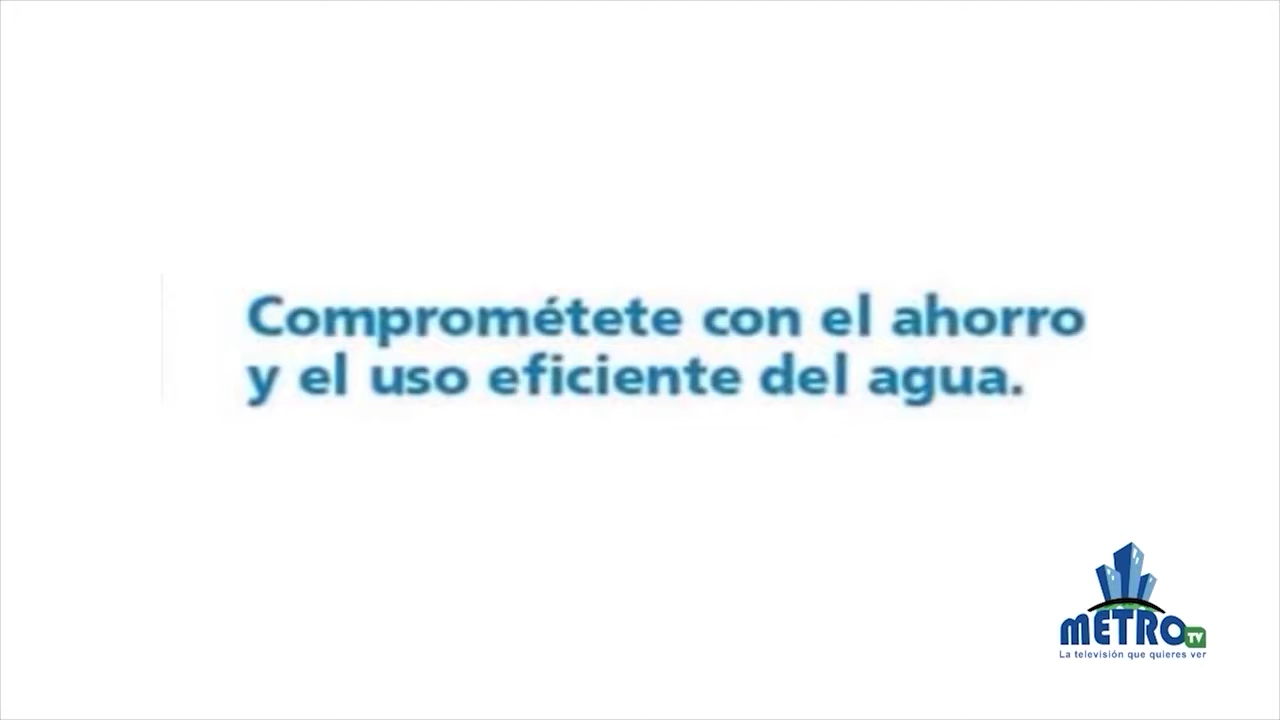 Comprométete con el ahorro
y el uso eficiente del agua.
METRO TV
La televisión que quieres ver